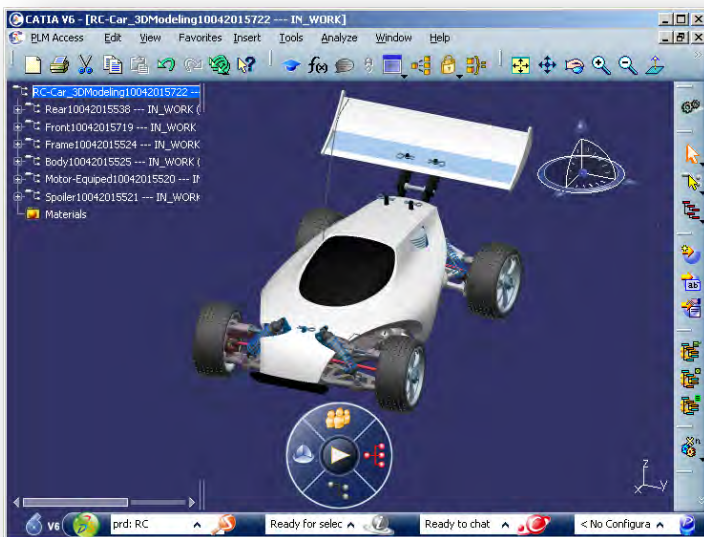 CATIA V6 - [RC-Car_3DModeling10042015722 --- IN_WORK]
PLM Access Edit View Favorites Insert Tools Analyze Window Help
f(x)
RC-Car_3DModeling10042015722 ---
Rear10042015538 --- IN_WORK (
Front10042015719 --- IN_WORK
Frame10042015524 --- IN_WORK (
Body10042015525 --- IN_WORK (
Motor-Equiped10042015520 --- IN
Spoiler10042015521 --- IN_WORK
Materials
ab
z
x y
V6 prd: RC Ready for selec Ready to chat < No Configura